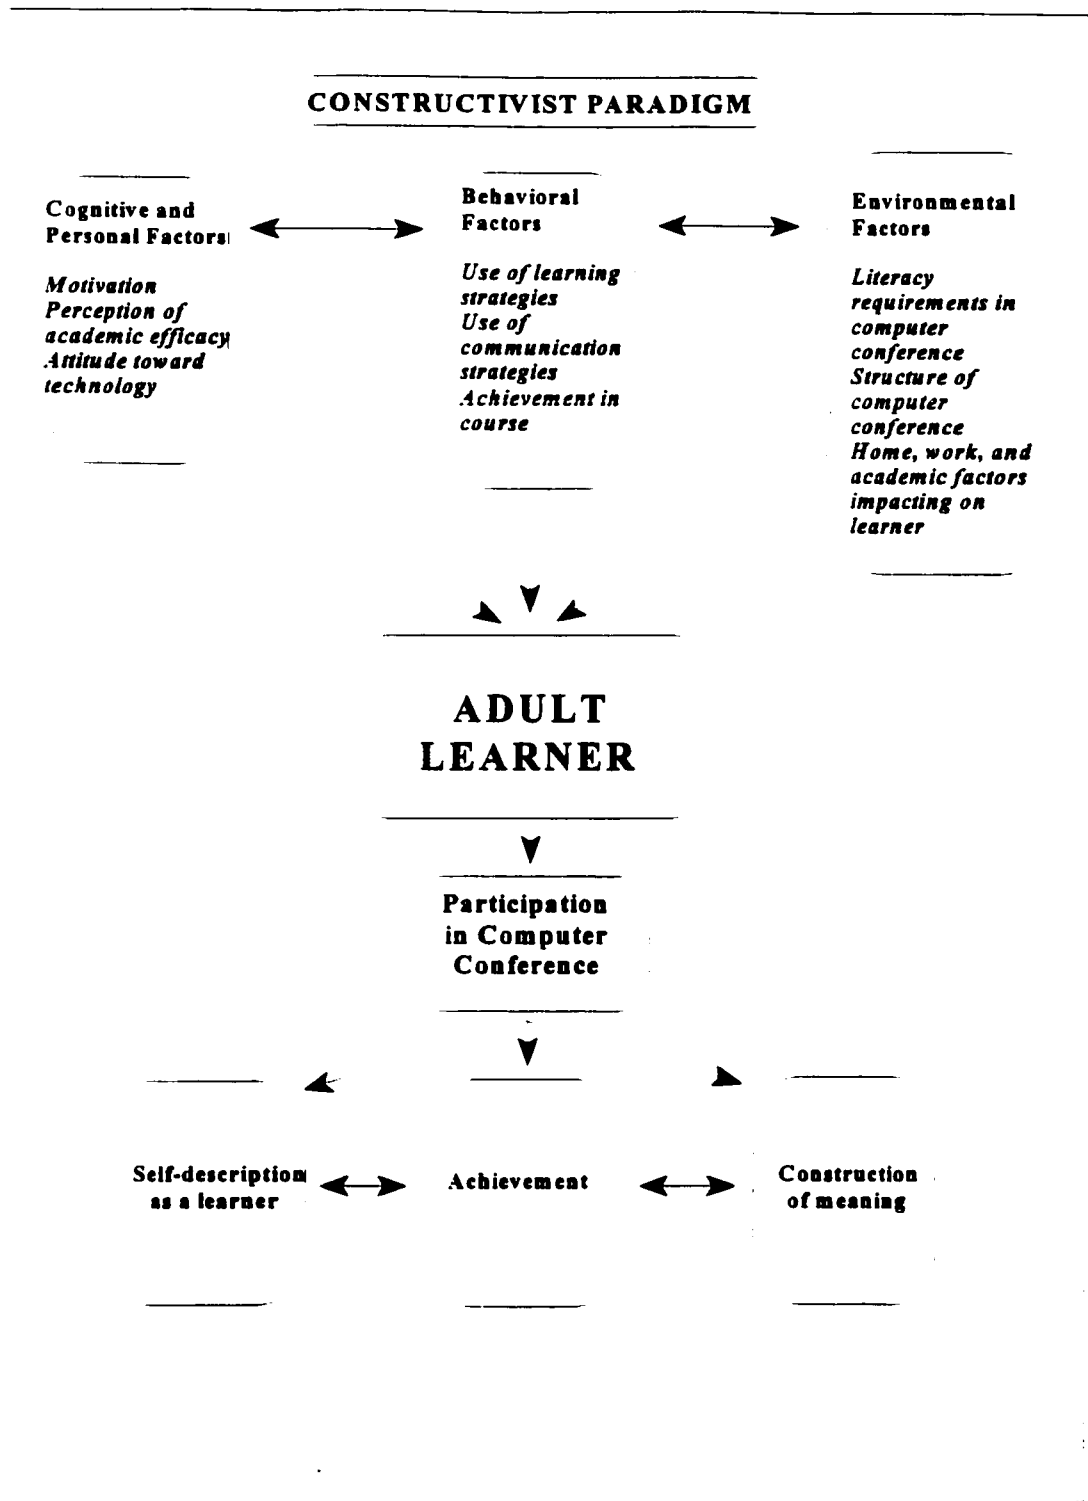 CONSTRUCTIVIST PARADIGM
Cognitive and
Personal Factors
Motivation
Perception of
academic efficacy
Attitude toward
technology
Behavioral
Factors
Use of learning
strategies
Use of
communication
strategies
Achievement in
course
Environmental
Factors
Literacy
requirements in
computer
conference
Structure of
computer
conference
Home, work, and
academic factors
impacting on
learner
ADULT
LEARNER
Participation
in Computer
Conference
Self-description
as a learner
Achievement
Construction
of meaning